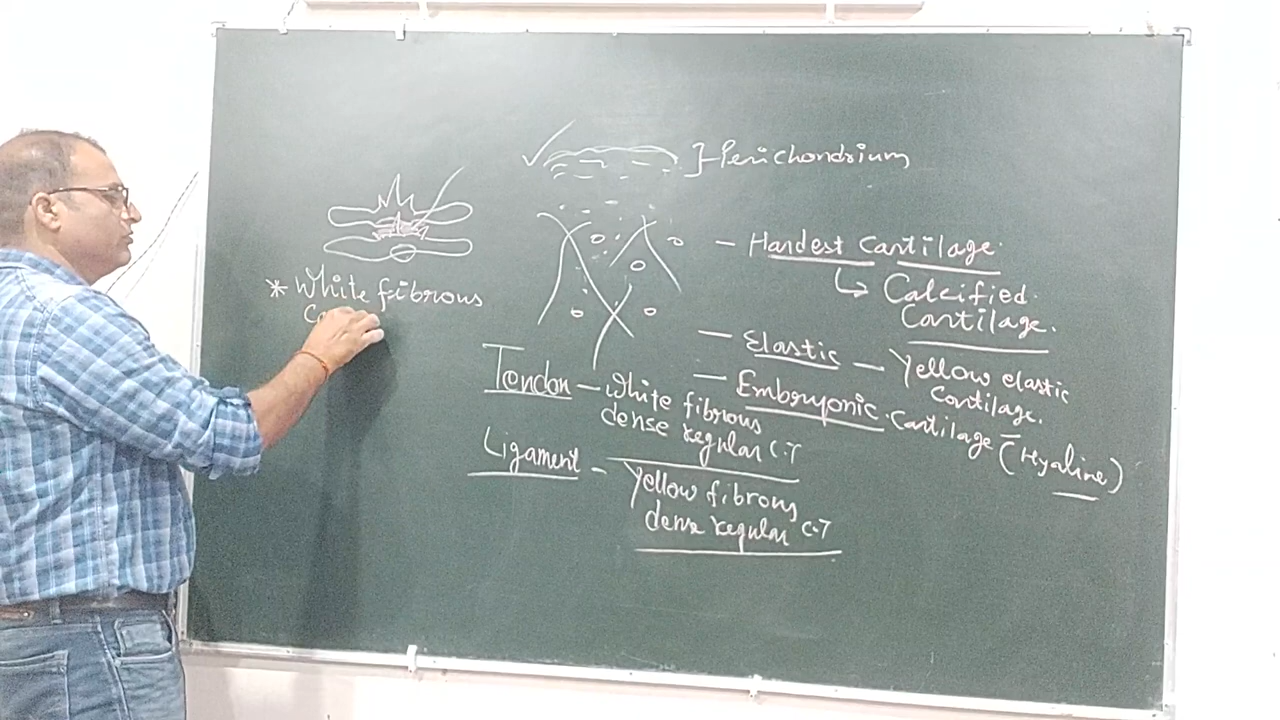 }-Perichondrium
* White fibrous
- Hardest Cartilage.
↳ Calcified.
Cartilage.
- Elastic - Yellow elastic
Cartilage.
- Embryonic. Cartilage - (Hyaline)
Tendon - White fibrous
dense regular C.T
Ligament - Yellow fibrous
dense regular C.T